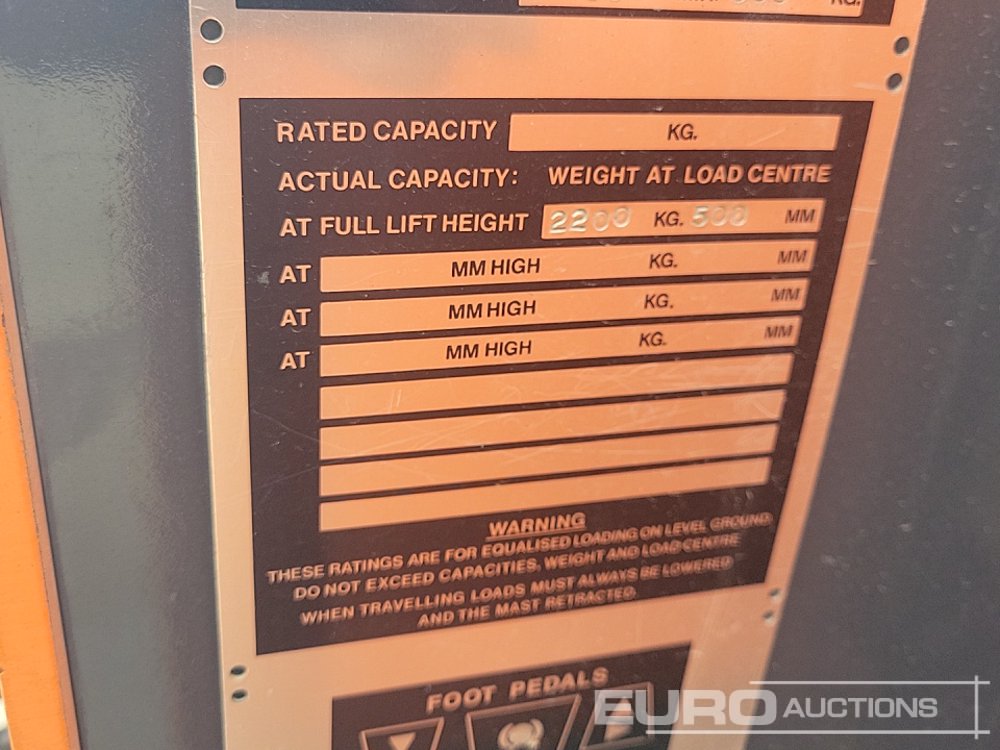 KG.
RATED CAPACITY KG.
ACTUAL CAPACITY: WEIGHT AT LOAD CENTRE
AT FULL LIFT HEIGHT 2200 KG. 500 MM
AT MM HIGH KG. MM
AT MM HIGH KG. MM
AT MM HIGH KG. MM
WARNING
THESE RATINGS ARE FOR EQUALISED LOADING ON LEVEL GROUND,
DO NOT EXCEED CAPACITIES, WEIGHT AND LOAD CENTRE
WHEN TRAVELLING LOADS MUST ALWAYS BE LOWERED
AND THE MAST RETRACTED.
FOOT PEDALS
EURO AUCTIONS